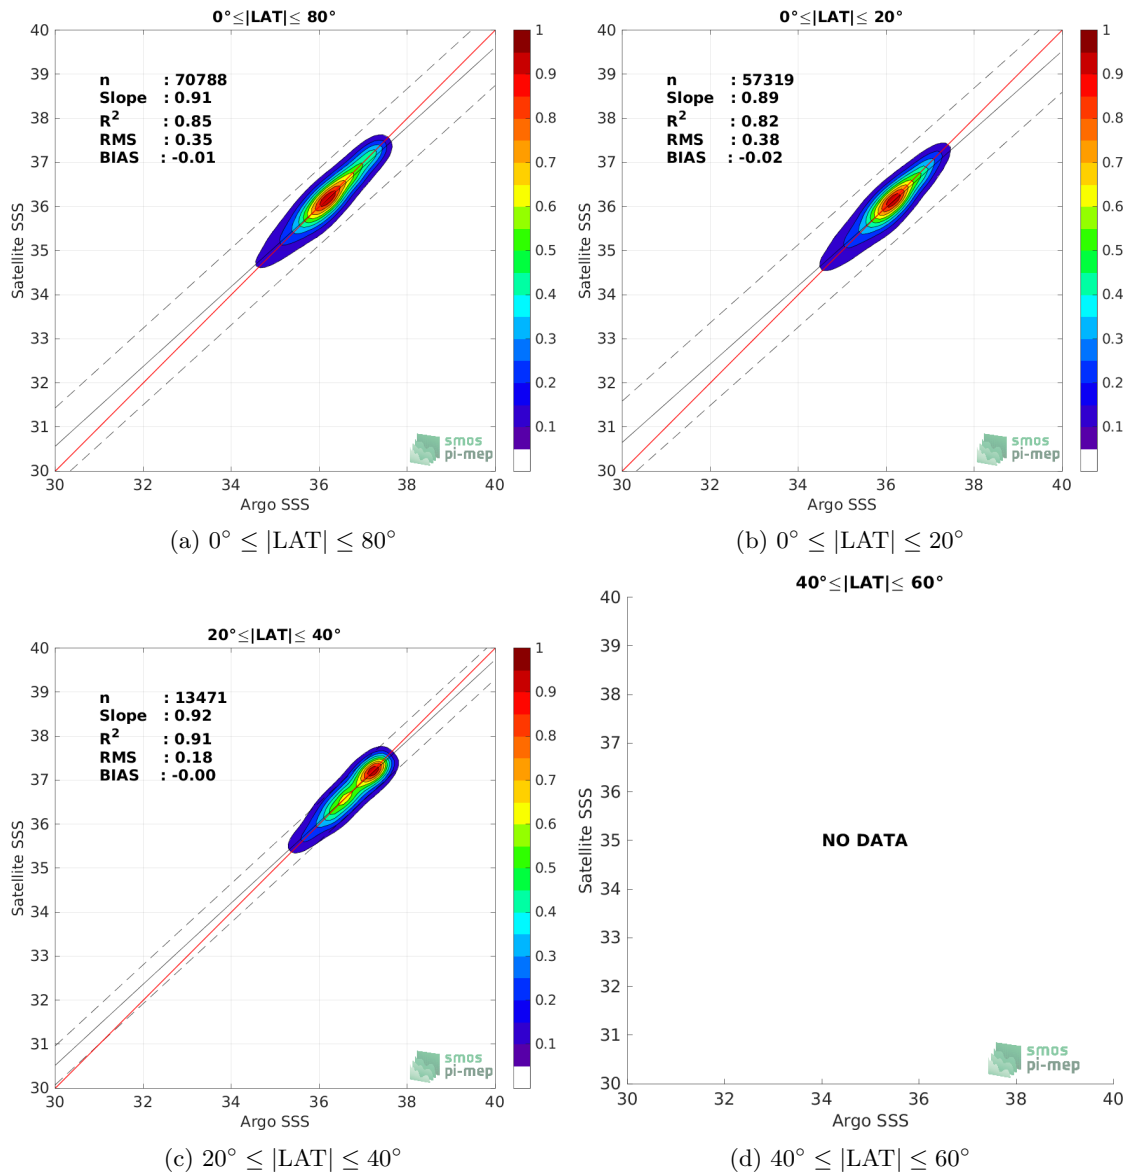 0°≤|LAT|≤ 80°
n : 70788
Slope : 0.91
R² : 0.85
RMS : 0.35
BIAS : -0.01
40
39
38
37
36
35
34
33
32
31
30
30 32 34 36 38 40
Satellite SSS
Argo SSS
1
0.9
0.8
0.7
0.6
0.5
0.4
0.3
0.2
0.1
smos
pi-mep
(a) 0° ≤ |LAT| ≤ 80°
0°≤|LAT|≤ 20°
n : 57319
Slope : 0.89
R² : 0.82
RMS : 0.38
BIAS : -0.02
40
39
38
37
36
35
34
33
32
31
30
30 32 34 36 38 40
Satellite SSS
Argo SSS
1
0.9
0.8
0.7
0.6
0.5
0.4
0.3
0.2
0.1
smos
pi-mep
(b) 0° ≤ |LAT| ≤ 20°
20°≤|LAT|≤ 40°
n : 13471
Slope : 0.92
R² : 0.91
RMS : 0.18
BIAS : -0.00
40
39
38
37
36
35
34
33
32
31
30
30 32 34 36 38 40
Satellite SSS
Argo SSS
1
0.9
0.8
0.7
0.6
0.5
0.4
0.3
0.2
0.1
smos
pi-mep
(c) 20° ≤ |LAT| ≤ 40°
40°≤|LAT|≤ 60°
40
39
38
37
36
35
34
33
32
31
30
30 32 34 36 38 40
Satellite SSS
NO DATA
Argo SSS
smos
pi-mep
(d) 40° ≤ |LAT| ≤ 60°